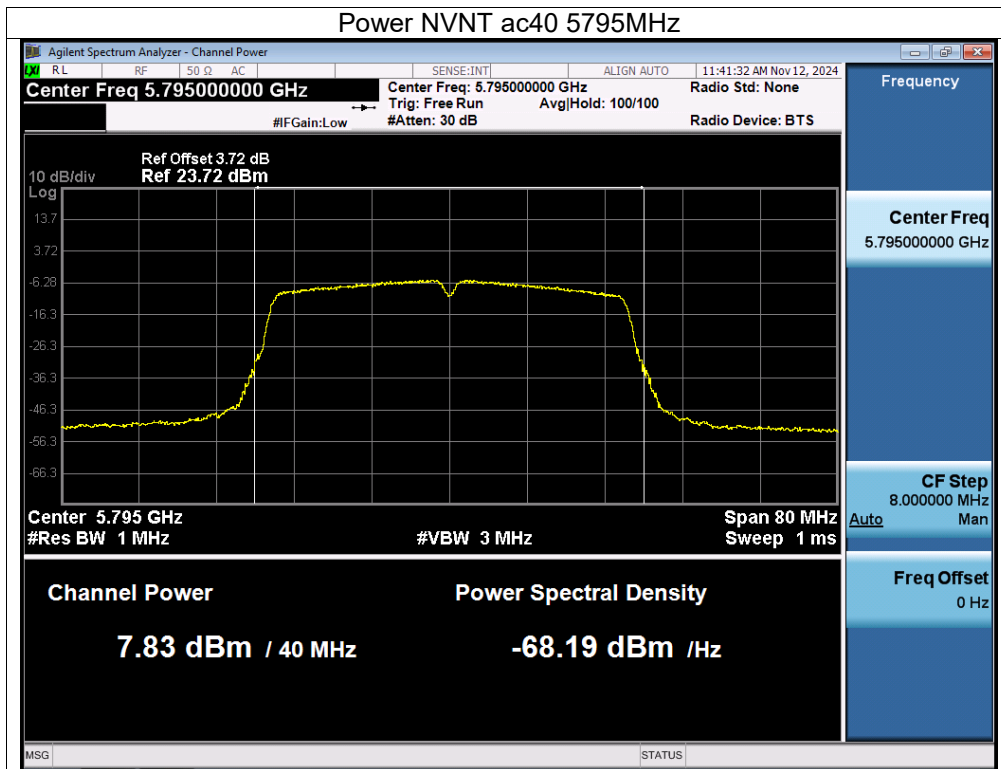 Power NVNT ac40 5795MHz
Agilent Spectrum Analyzer - Channel Power
LXI RL RF 50 Ω AC SENSE:INT ALIGN AUTO 11:41:32 AM Nov 12, 2024
Center Freq 5.795000000 GHz
Center Freq: 5.795000000 GHz
Radio Std: None
Trig: Free Run Avg|Hold: 100/100
#IFGain:Low
#Atten: 30 dB
Radio Device: BTS
Ref Offset 3.72 dB
10 dB/div Ref 23.72 dBm
Log
13.7
3.72
-6.28
-16.3
-26.3
-36.3
-46.3
-56.3
-66.3
Center 5.795 GHz Span 80 MHz
#Res BW 1 MHz #VBW 3 MHz Sweep 1 ms
Channel Power Power Spectral Density
7.83 dBm / 40 MHz -68.19 dBm /Hz
MSG STATUS
Frequency
Center Freq
5.795000000 GHz
CF Step
8.000000 MHz
Auto Man
Freq Offset
0 Hz